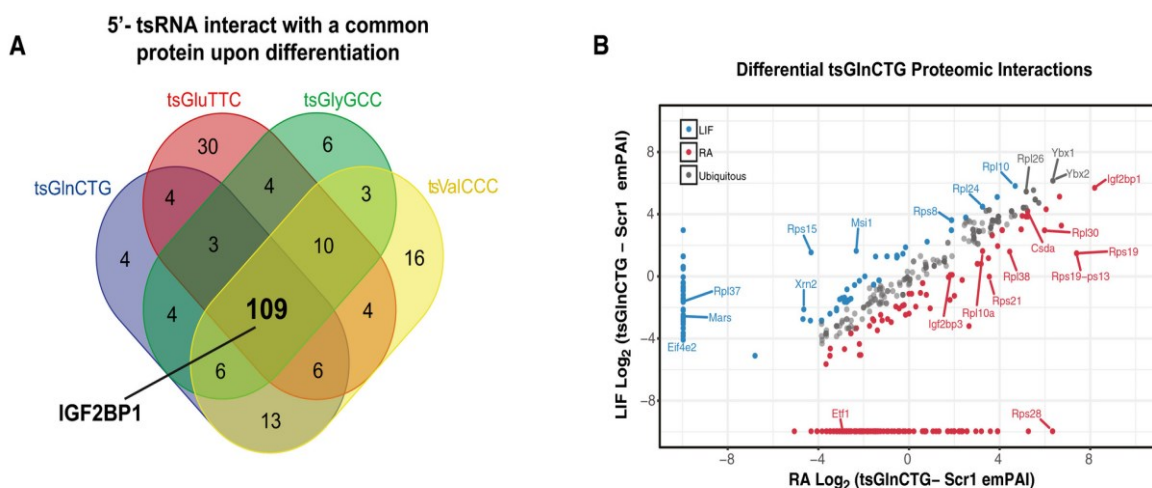 5'- tsRNA interact with a common
protein upon differentiation
A
tsGluTTC
tsGlyGCC
tsGlnCTG
tsValCCC
30
6
4
4
3
4
3
10
16
4
109
4
6
6
13
IGF2BP1
B
Differential tsGlnCTG Proteomic Interactions
LIF Log2 (tsGlnCTG – Scr1 emPAI)
8
4
0
−4
−8
LIF
RA
Ubiquitous
Rpl26
Ybx1
Ybx2
Rpl10
Igf2bp1
Rpl24
Rps8
Msi1
Rps15
Csda
Rpl30
Rps19
Rpl38
Rps19−ps13
Xrn2
Rps21
Rpl37
Rpl10a
Mars
Igf2bp3
Eif4e2
Etf1
Rps28
−8
−4
0
4
8
RA Log2 (tsGlnCTG– Scr1 emPAI)